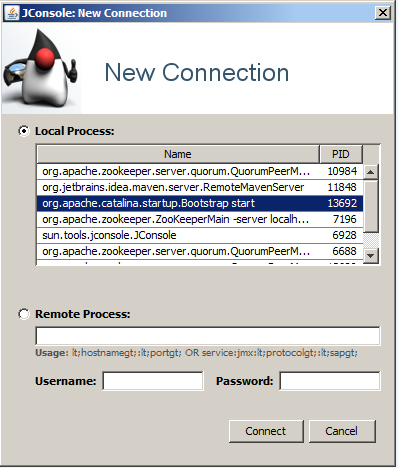 JConsole: New Connection
New Connection
Local Process:
Name PID
org.apache.zookeeper.server.quorum.QuorumPeerM... 10984
org.jetbrains.idea.maven.server.RemoteMavenServer 11848
org.apache.catalina.startup.Bootstrap start 13692
org.apache.zookeeper.ZooKeeperMain -server localh... 7196
sun.tools.jconsole.JConsole 6928
org.apache.zookeeper.server.quorum.QuorumPeerM... 6688
Remote Process:
Usage: lt;hostnamegt;:lt;portgt; OR service:jmx:lt;protocolgt;:lt;sapgt;
Username: Password:
Connect Cancel